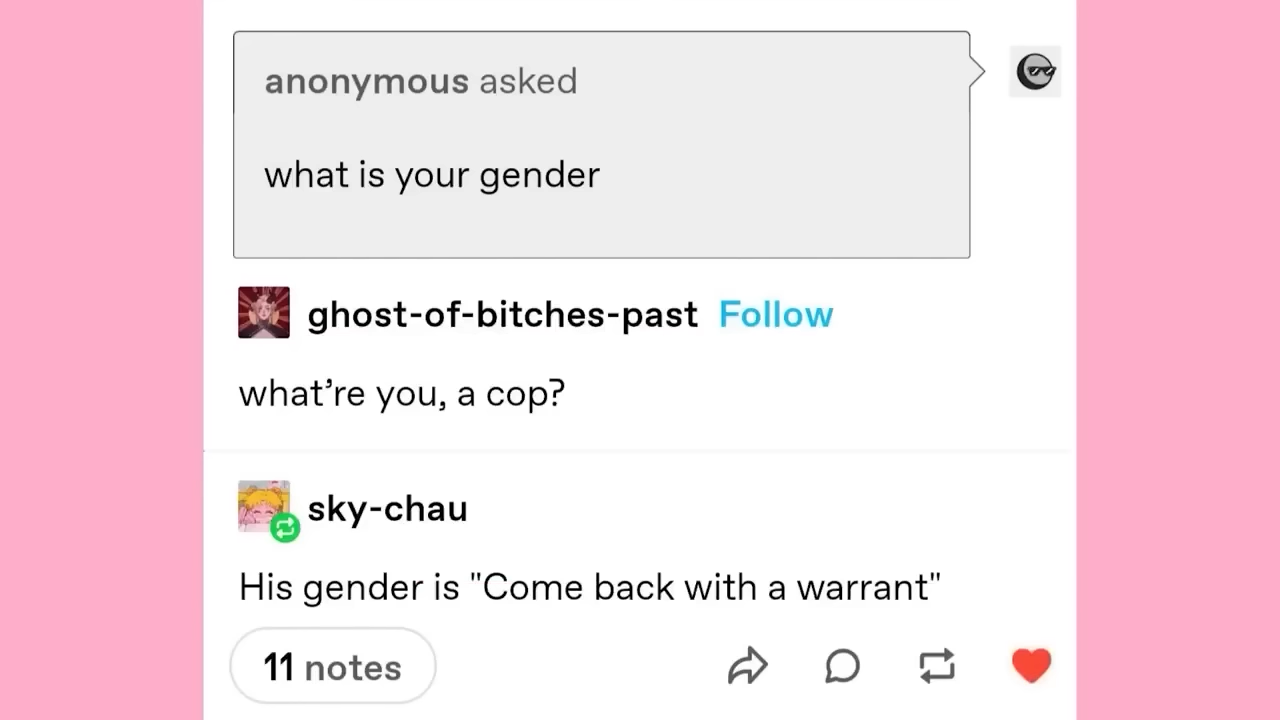 anonymous asked
what is your gender
ghost-of-bitches-past Follow
what’re you, a cop?
sky-chau
His gender is "Come back with a warrant"
11 notes